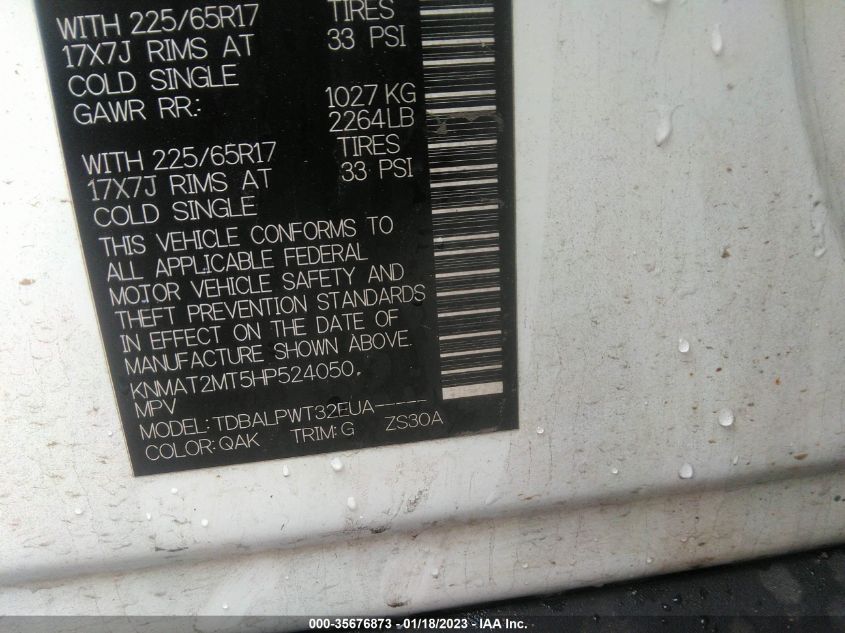 WITH 225/65R17 TIRES
17X7J RIMS AT 33 PSI
COLD SINGLE
GAWR RR: 1027 KG
2264LB
WITH 225/65R17 TIRES
17X7J RIMS AT 33 PSI
COLD SINGLE
THIS VEHICLE CONFORMS TO
ALL APPLICABLE FEDERAL
MOTOR VEHICLE SAFETY AND
THEFT PREVENTION STANDARDS
IN EFFECT ON THE DATE OF
MANUFACTURE SHOWN ABOVE.
KNMAT2MT5HP524050,
MPV
MODEL: TDBALPWT32EUA-----
COLOR: QAK TRIM: G ZS30A
000-35676873 - 01/18/2023 - IAA Inc.